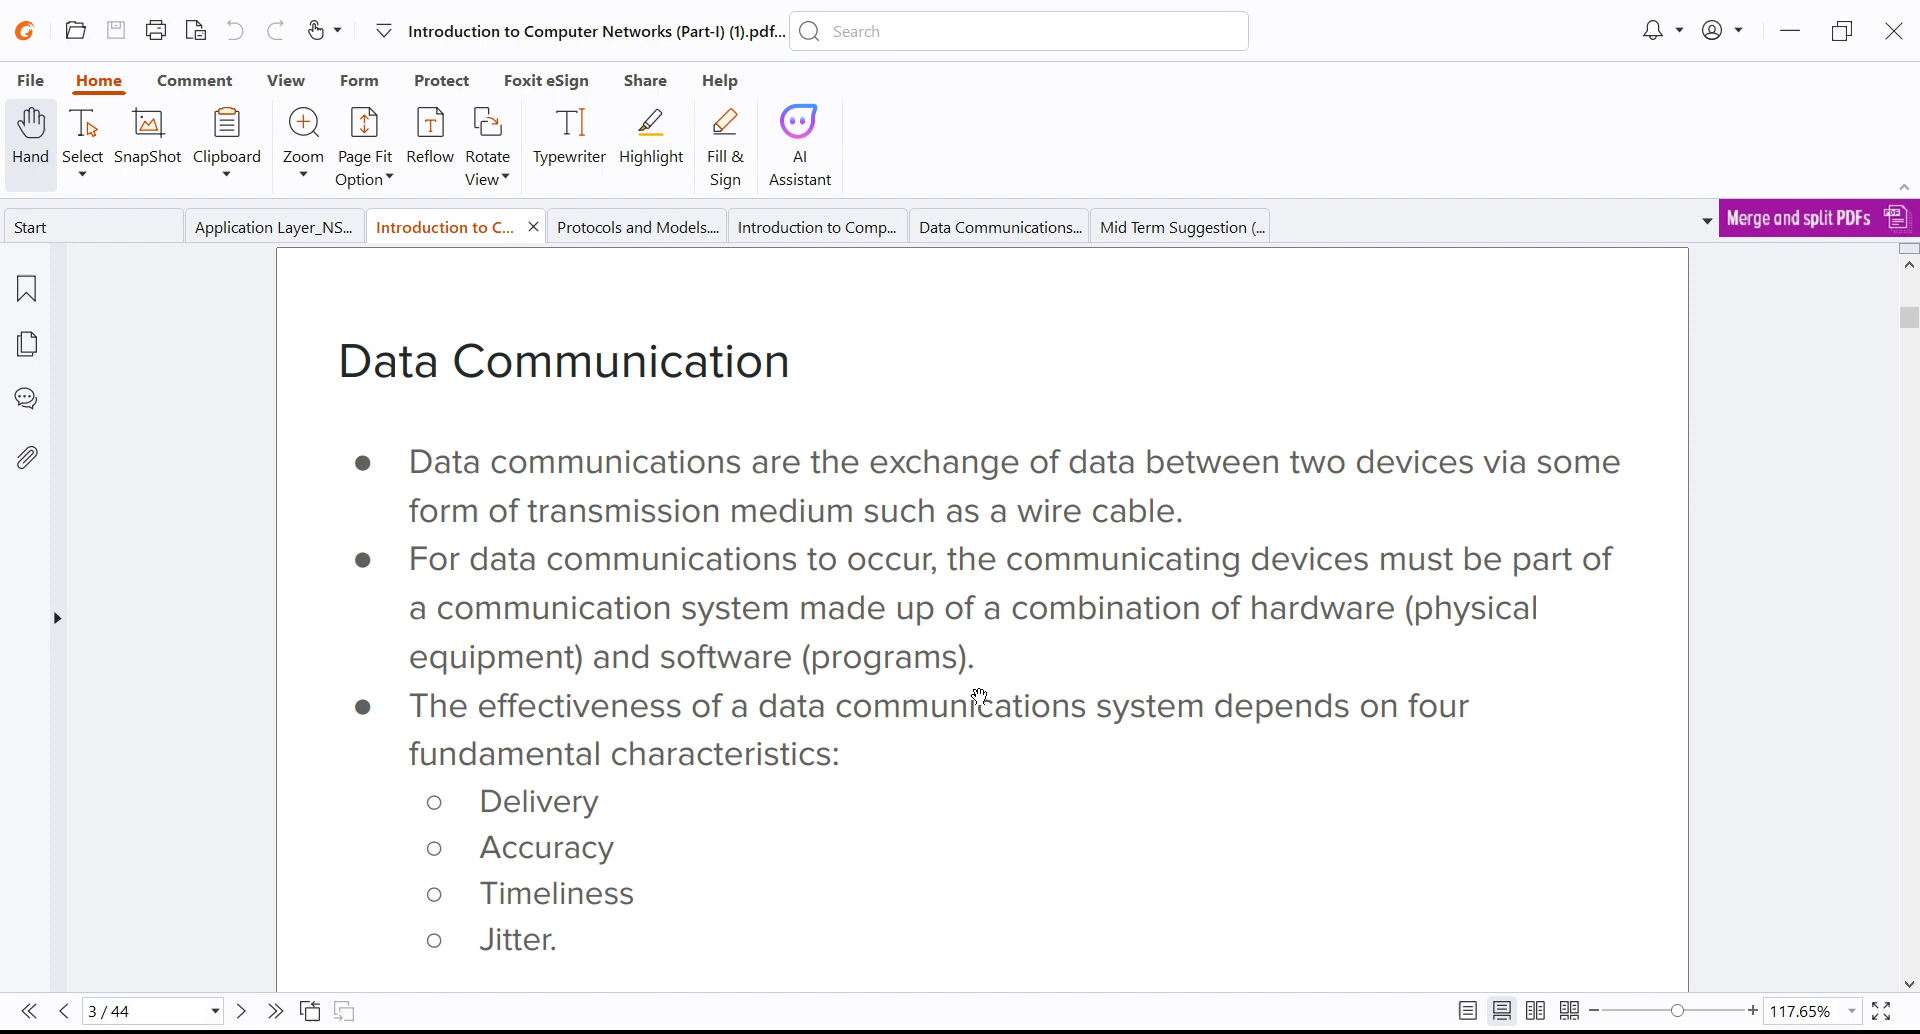 Introduction to Computer Networks (Part-I) (1).pdf...
Search
File Home Comment View Form Protect Foxit eSign Share Help
Hand Select SnapShot Clipboard Zoom Page Fit Option Reflow Rotate View Typewriter Highlight Fill & Sign AI Assistant
Start Application Layer_NS... Introduction to C... Protocols and Models.... Introduction to Comp... Data Communications... Mid Term Suggestion (...
Merge and split PDFs
Data Communication
● Data communications are the exchange of data between two devices via some
form of transmission medium such as a wire cable.
● For data communications to occur, the communicating devices must be part of
a communication system made up of a combination of hardware (physical
equipment) and software (programs).
● The effectiveness of a data communications system depends on four
fundamental characteristics:
○ Delivery
○ Accuracy
○ Timeliness
○ Jitter.
3 / 44
117.65%